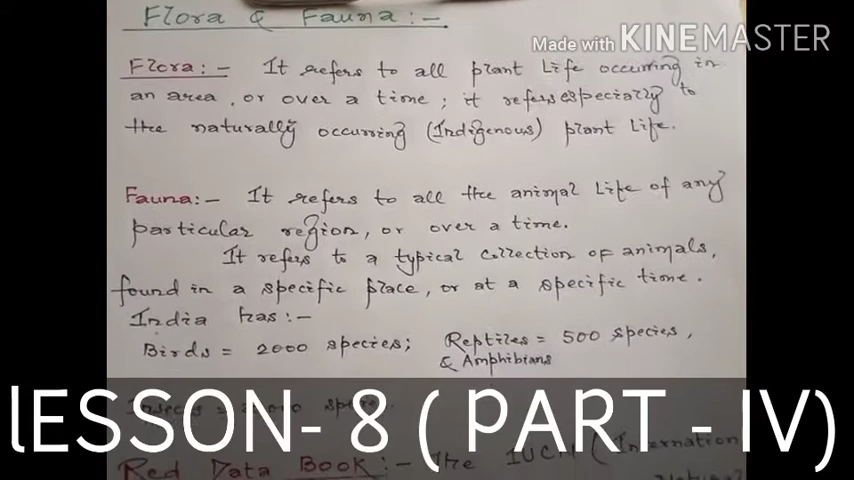 Flora & Fauna:-
Made with KINEMASTER
Flora:- It refers to all plant Life occurring in
an area, or over a time; it refers especially to
the naturally occurring (Indigenous) plant Life.
Fauna:- It refers to all the animal Life of any
particular region, or over a time.
It refers to a typical collection of animals,
found in a specific place, or at a specific time.
India has:-
Birds = 2000 species; Reptiles = 500 species,
& Amphibians
lESSON- 8 ( PART - IV)
Red Data Book:- The IUCN (Internation